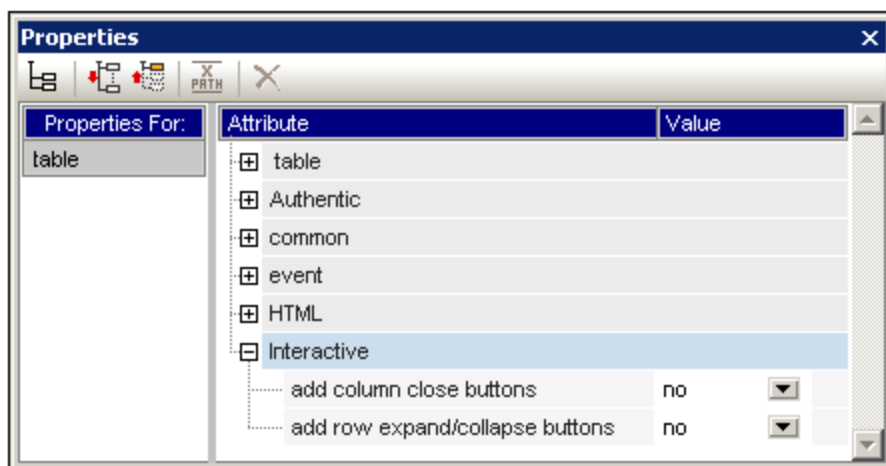 Properties
X PATH
Properties For: Attribute Value
table table
Authentic
common
event
HTML
Interactive
add column close buttons no
add row expand/collapse buttons no